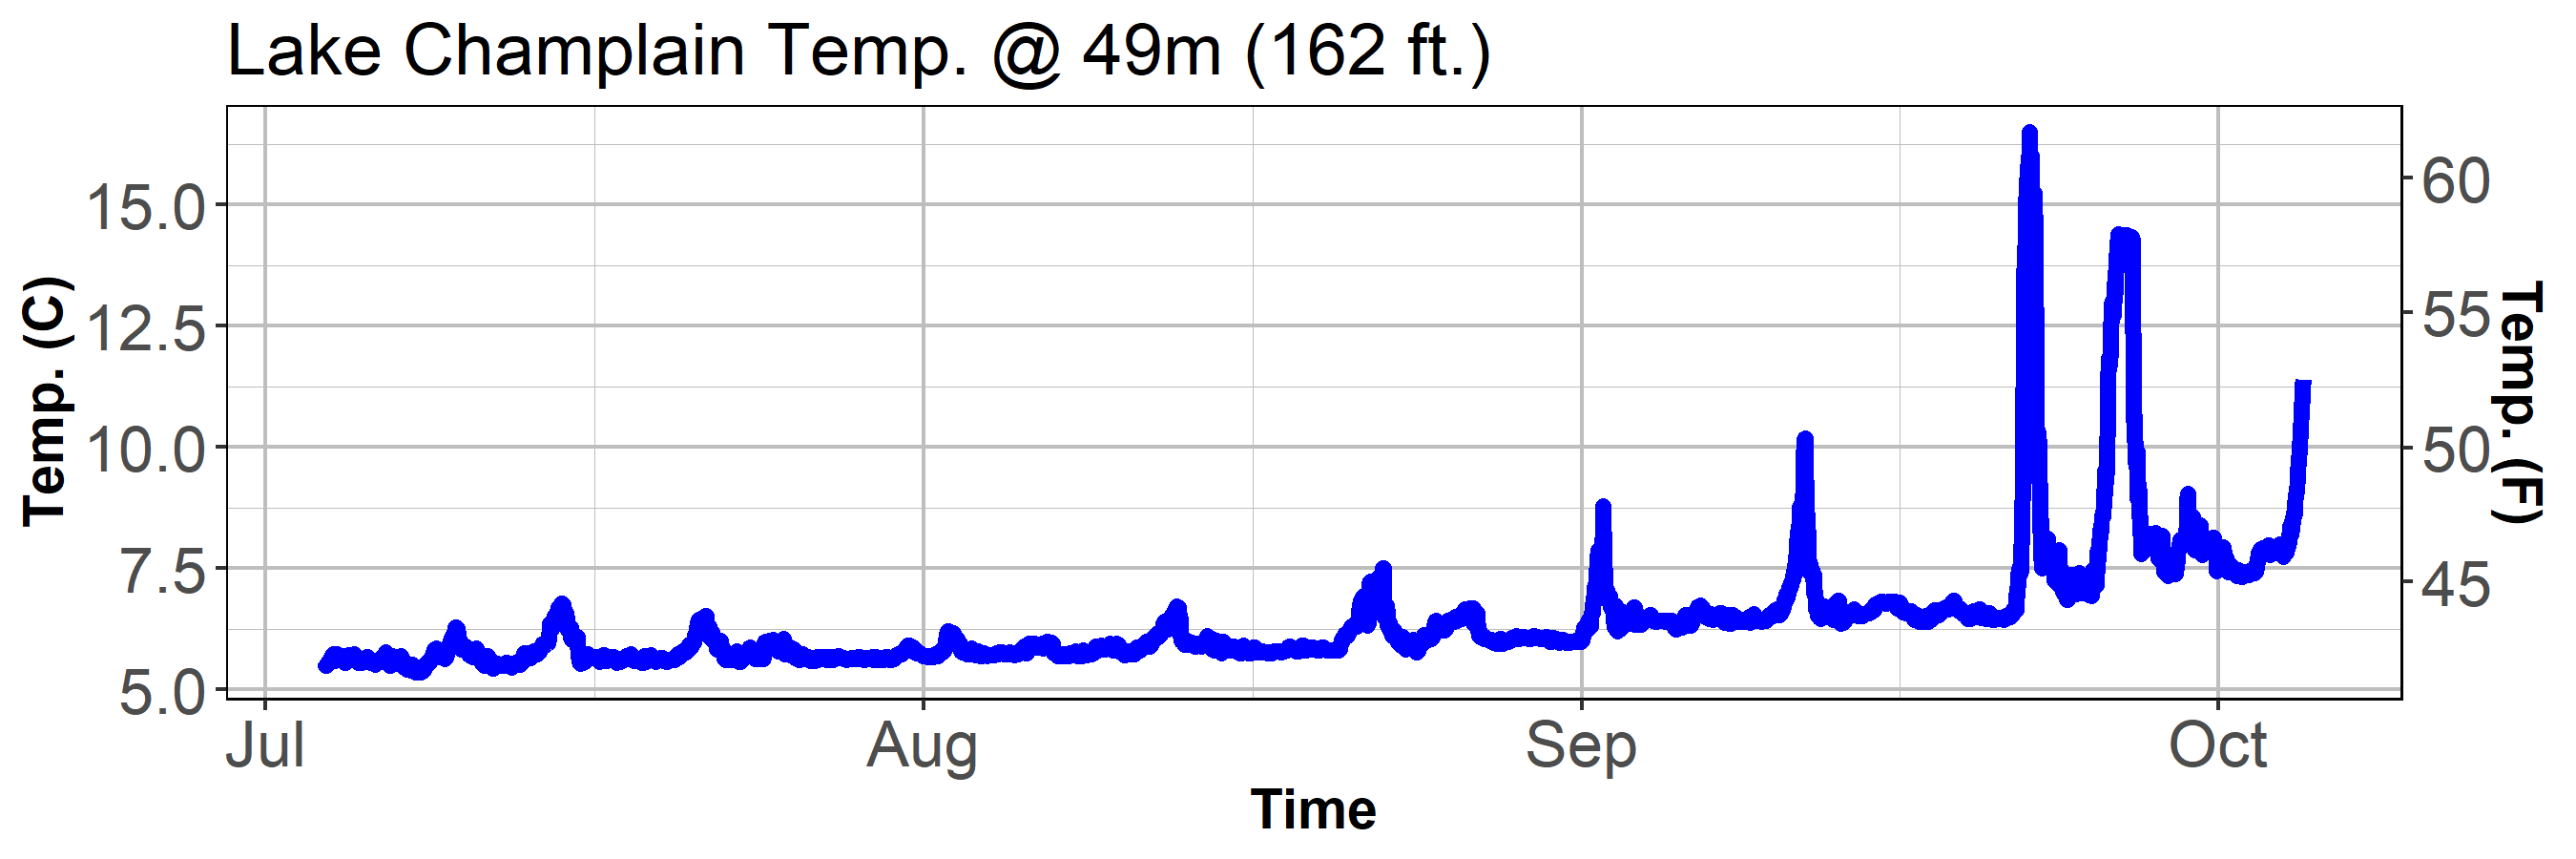 Lake Champlain Temp. @ 49m (162 ft.)
Temp. (C)
15.0
12.5
10.0
7.5
5.0
60
55
50
45
Temp. (F)
Jul Aug Sep Oct
Time